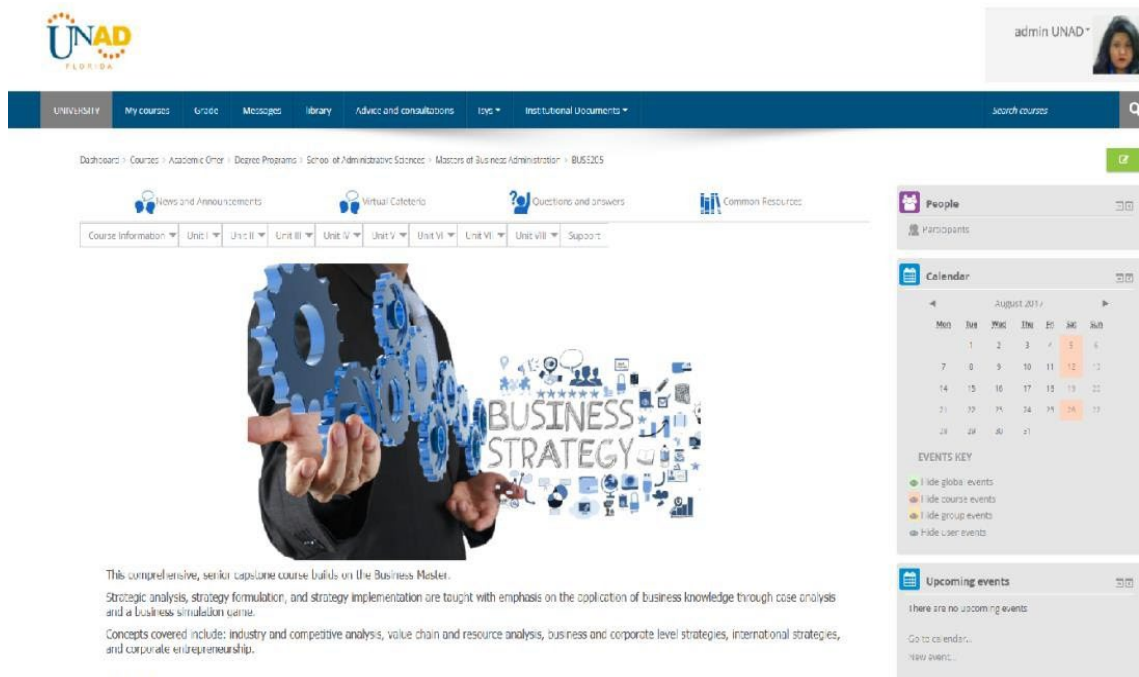 UNAD
FLORIDA
admin UNAD
UNIVERSITY My courses Grade Messages library Advice and consultations Institutional Documents
Search courses
Dashboard > Courses > Academic Offer > Degree Programs > School of Administrative Sciences > Masters of Business Administration > BUS5205
News and Announcements
Virtual Cafeteria
Questions and answers
Common Resources
Course Information Unit I Unit II Unit III Unit IV Unit V Unit VI Unit VII Unit VIII Support
BUSINESS
STRATEGY
This comprehensive, senior capstone course builds on the Business Master.
Strategic analysis, strategy formulation, and strategy implementation are taught with emphasis on the application of business knowledge through case analysis
and a business simulation game.
Concepts covered include: industry and competitive analysis, value chain and resource analysis, business and corporate level strategies, international strategies,
and corporate entrepreneurship.
People
Participants
Calendar
August 2017
Mon Tue Wed Thu Fri Sat Sun
1 2 3 4 5 6
7 8 9 10 11 12 13
14 15 16 17 18 19 20
21 22 23 24 25 26 27
28 29 30 31
EVENTS KEY
Hide global events
Hide course events
Hide group events
Hide user events
Upcoming events
There are no upcoming events
Go to calendar...
New event...